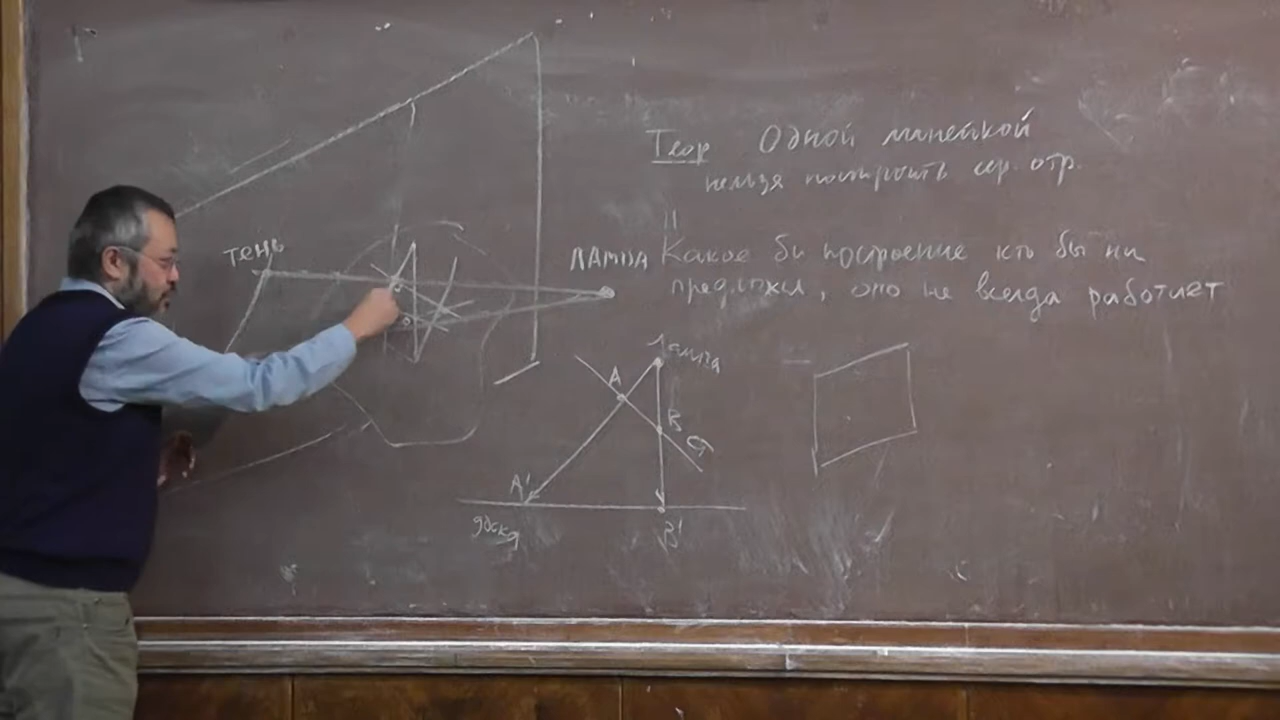 Теор Одной линейкой
нельзя построить сер. отр.
тень
ЛАМПА
Какое бы построение кто бы ни
предложил, оно не всегда работает
Лампа
A
B
A'
доска
B'